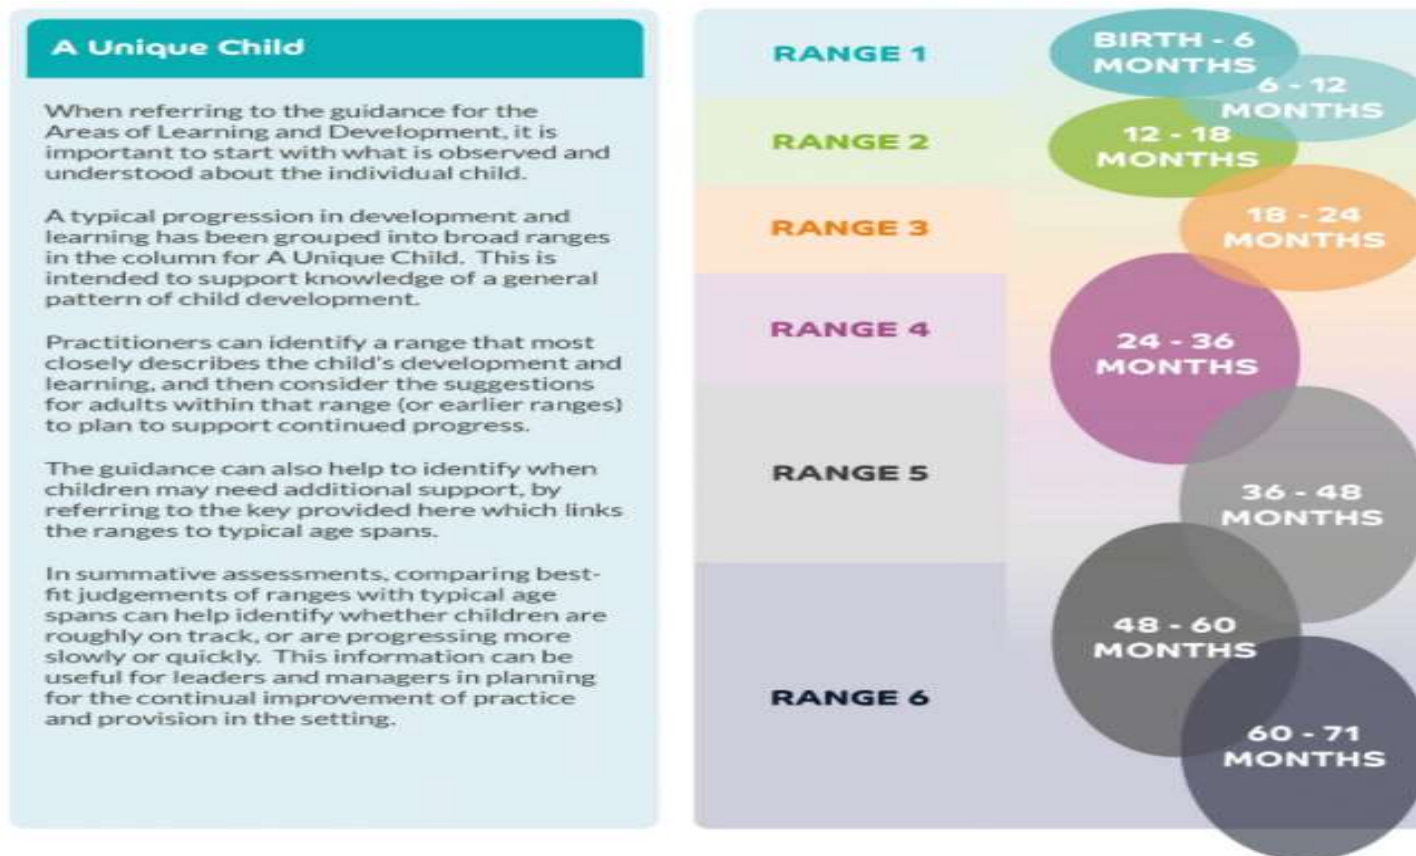 A Unique Child
When referring to the guidance for the
Areas of Learning and Development, it is
important to start with what is observed and
understood about the individual child.
A typical progression in development and
learning has been grouped into broad ranges
in the column for A Unique Child.  This is
intended to support knowledge of a general
pattern of child development.
Practitioners can identify a range that most
closely describes the child's development and
learning, and then consider the suggestions
for adults within that range (or earlier ranges)
to plan to support continued progress.
The guidance can also help to identify when
children may need additional support, by
referring to the key provided here which links
the ranges to typical age spans.
In summative assessments, comparing best-
fit judgements of ranges with typical age
spans can help identify whether children are
roughly on track, or are progressing more
slowly or quickly.  This information can be
useful for leaders and managers in planning
for the continual improvement of practice
and provision in the setting.
RANGE 1
BIRTH - 6
MONTHS
6 - 12
MONTHS
RANGE 2
12 - 18
MONTHS
RANGE 3
18 - 24
MONTHS
RANGE 4
24 - 36
MONTHS
RANGE 5
36 - 48
MONTHS
48 - 60
MONTHS
RANGE 6
60 - 71
MONTHS